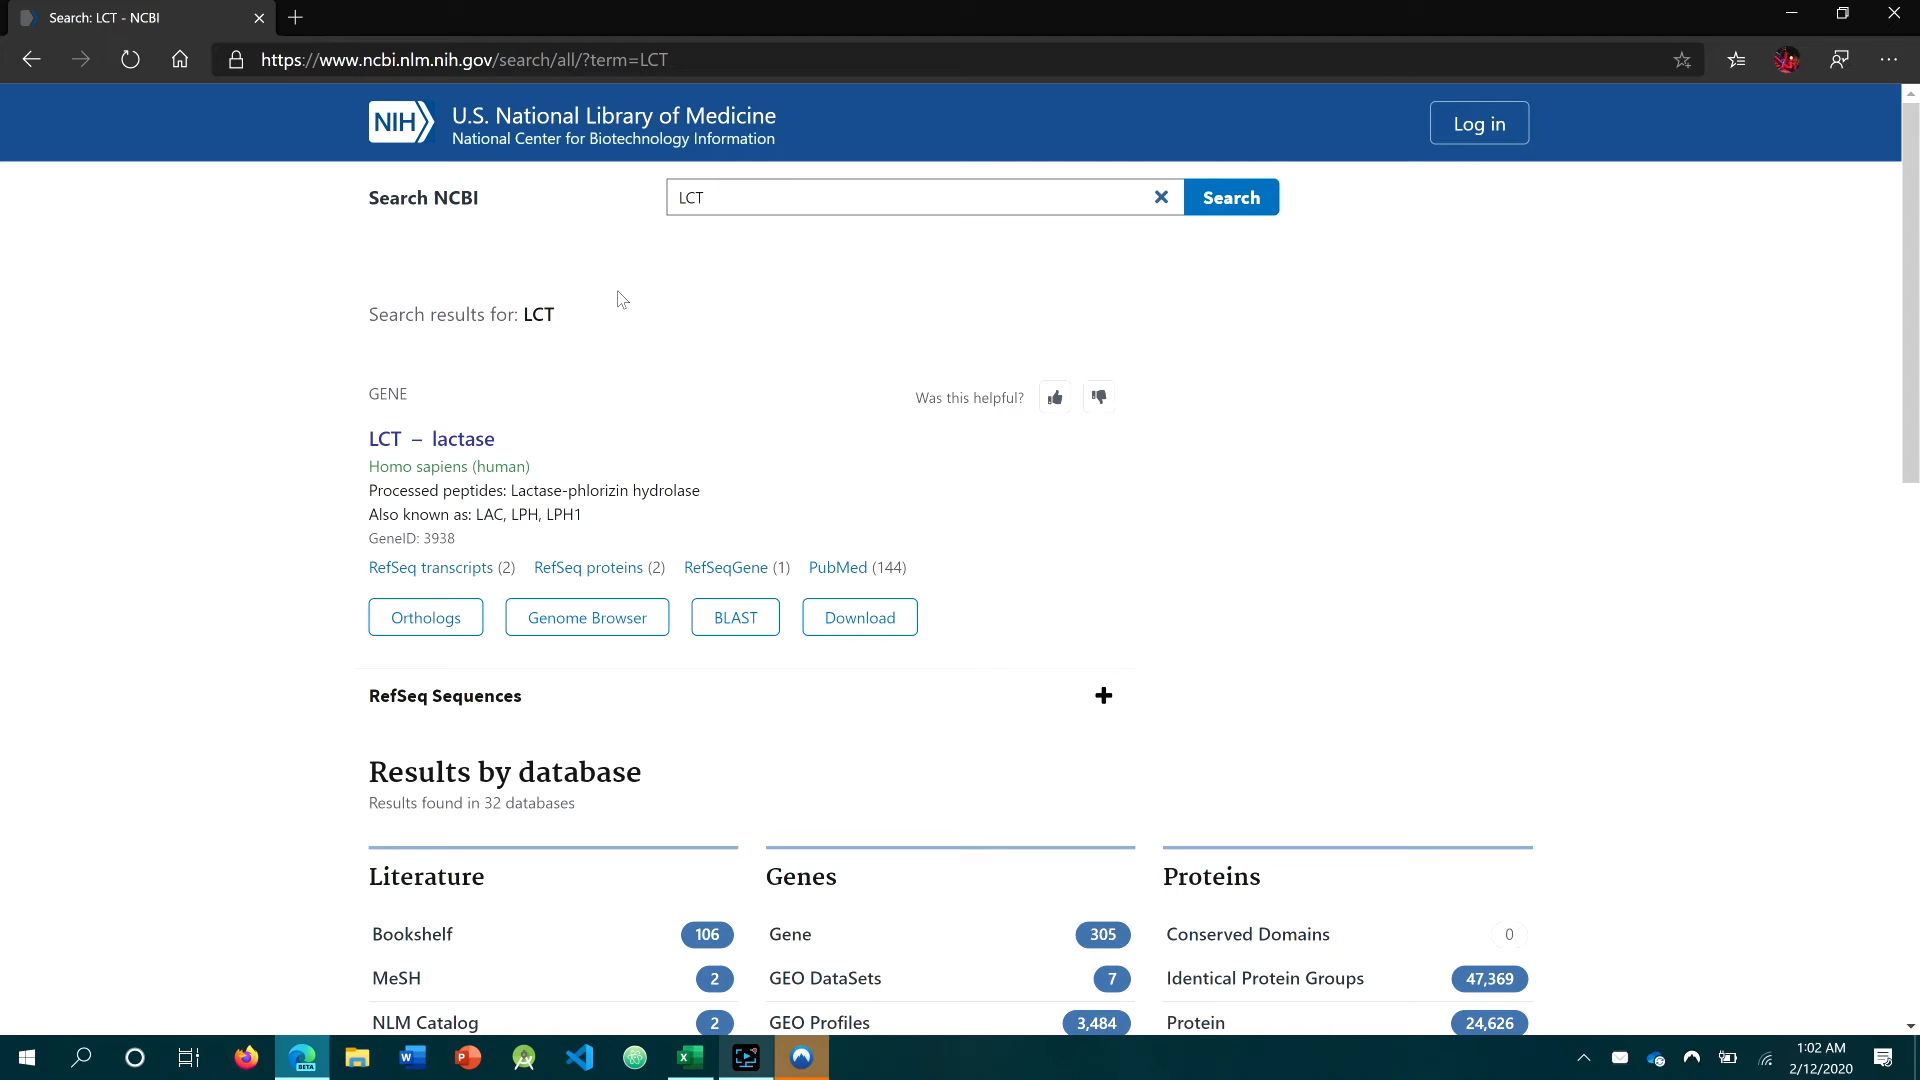 Search: LCT - NCBI
https://www.ncbi.nlm.nih.gov/search/all/?term=LCT
NIH
U.S. National Library of Medicine
National Center for Biotechnology Information
Log in
Search NCBI
LCT
Search
Search results for: LCT
GENE
Was this helpful?
LCT – lactase
Homo sapiens (human)
Processed peptides: Lactase-phlorizin hydrolase
Also known as: LAC, LPH, LPH1
GeneID: 3938
RefSeq transcripts (2) RefSeq proteins (2) RefSeqGene (1) PubMed (144)
Orthologs Genome Browser BLAST Download
RefSeq Sequences
Results by database
Results found in 32 databases
Literature Genes Proteins
Bookshelf 106 Gene 305 Conserved Domains 0
MeSH 2 GEO DataSets 7 Identical Protein Groups 47,369
NLM Catalog 2 GEO Profiles 3,484 Protein 24,626
BETA
1:02 AM
2/12/2020